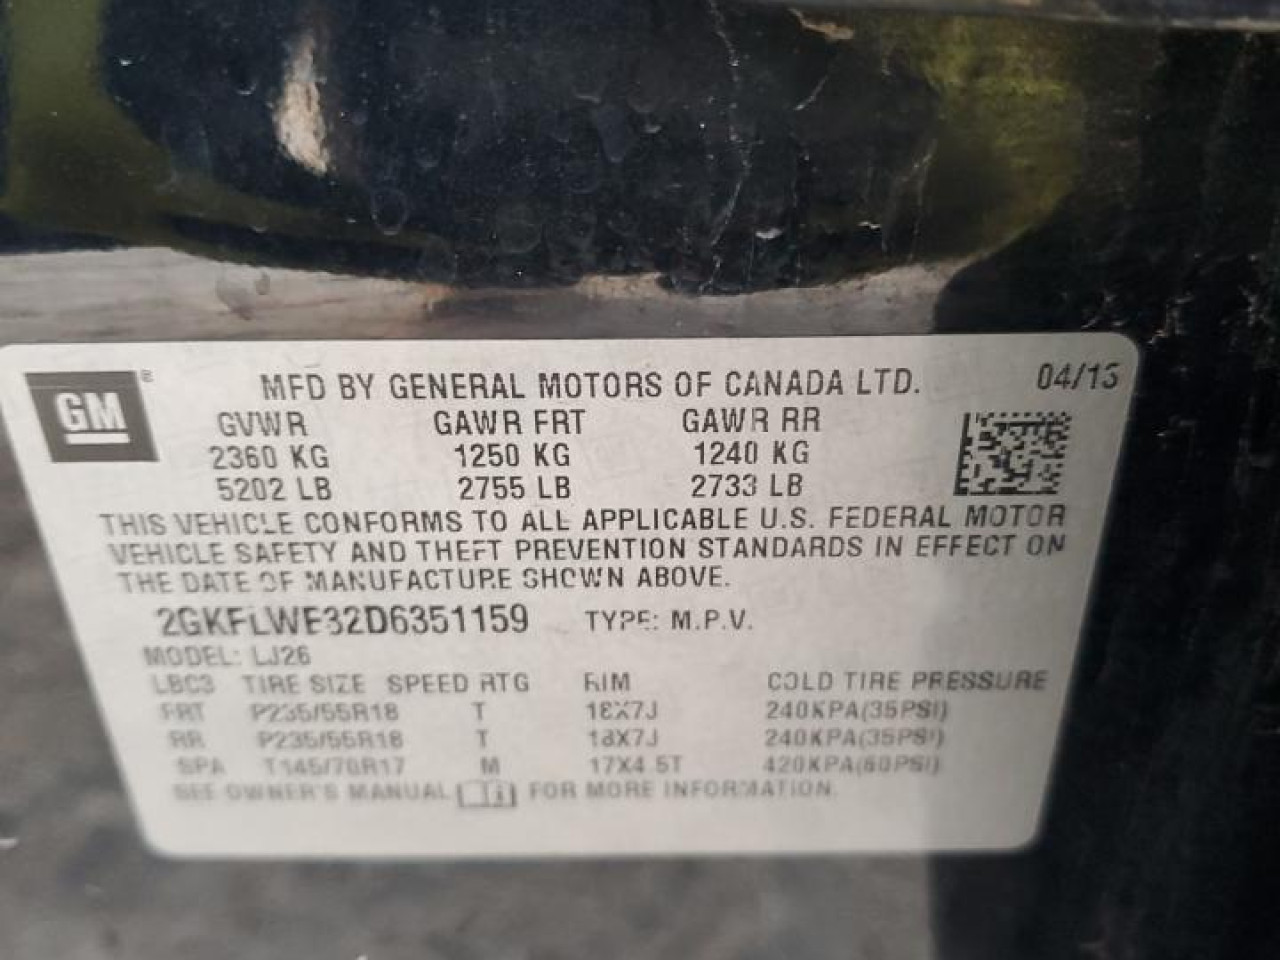 GM ® MFD BY GENERAL MOTORS OF CANADA LTD. 04/13
GVWR GAWR FRT GAWR RR
2360 KG 1250 KG 1240 KG
5202 LB 2755 LB 2733 LB
THIS VEHICLE CONFORMS TO ALL APPLICABLE U.S. FEDERAL MOTOR
VEHICLE SAFETY AND THEFT PREVENTION STANDARDS IN EFFECT ON
THE DATE OF MANUFACTURE SHOWN ABOVE.
2GKFLWE32D6351159 TYPE: M.P.V.
MODEL: LJ26
TIRE SIZE SPEED RTG RIM COLD TIRE PRESSURE
FRT P235/55R18 T 18X7J 240KPA(35PSI)
RR P235/55R18 T 18X7J 240KPA(35PSI)
SPA T145/70R17 M 17X4.5T 420KPA(60PSI)
SEE OWNER'S MANUAL FOR MORE INFORMATION.